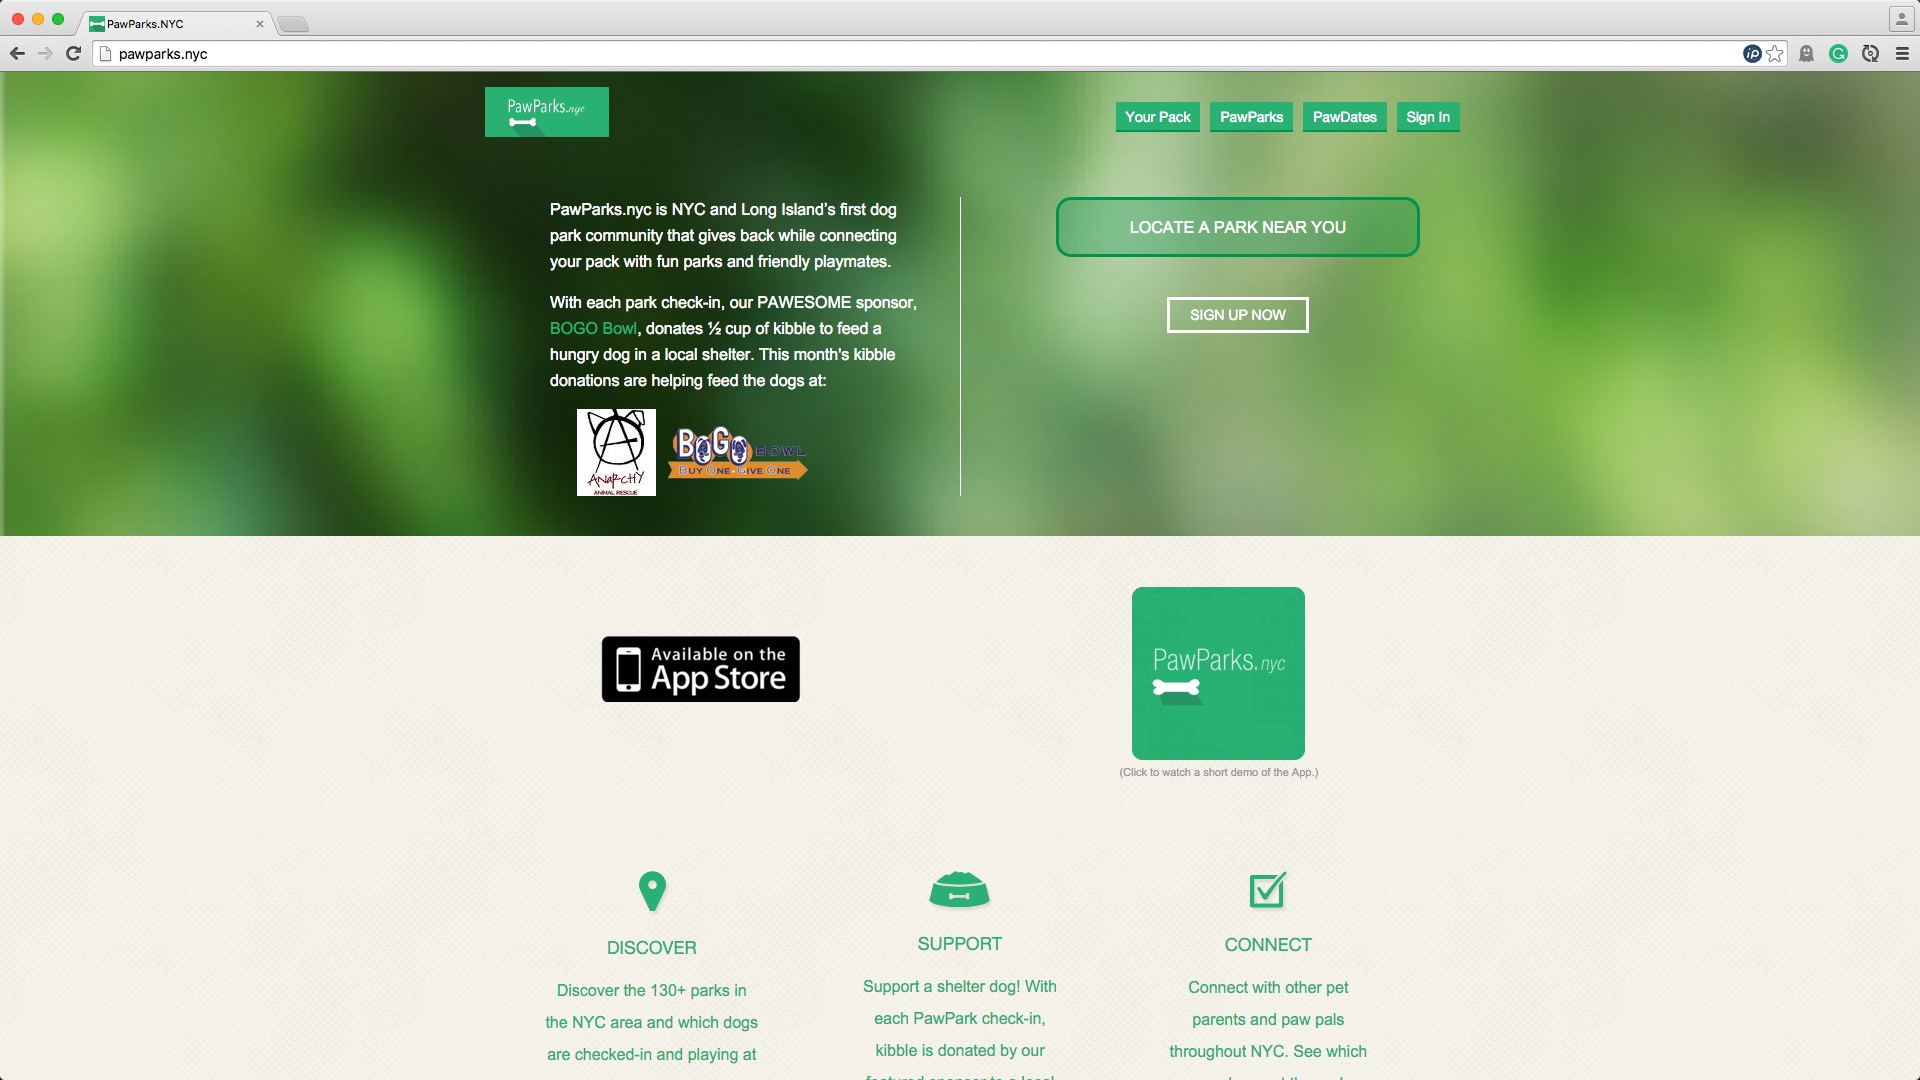 PawParks.NYC
pawparks.nyc
PawParks.nyc
Your Pack
PawParks
PawDates
Sign In
PawParks.nyc is NYC and Long Island's first dog
park community that gives back while connecting
your pack with fun parks and friendly playmates.
With each park check-in, our PAWESOME sponsor,
BOGO Bowl, donates ½ cup of kibble to feed a
hungry dog in a local shelter. This month's kibble
donations are helping feed the dogs at:
LOCATE A PARK NEAR YOU
SIGN UP NOW
A
ANARCHY
ANIMAL RESCUE
BOGO BOWL
BUY ONE·GIVE ONE
Available on the
App Store
PawParks.nyc
(Click to watch a short demo of the App.)
DISCOVER
Discover the 130+ parks in
the NYC area and which dogs
are checked-in and playing at
SUPPORT
Support a shelter dog! With
each PawPark check-in,
kibble is donated by our
CONNECT
Connect with other pet
parents and paw pals
throughout NYC. See which